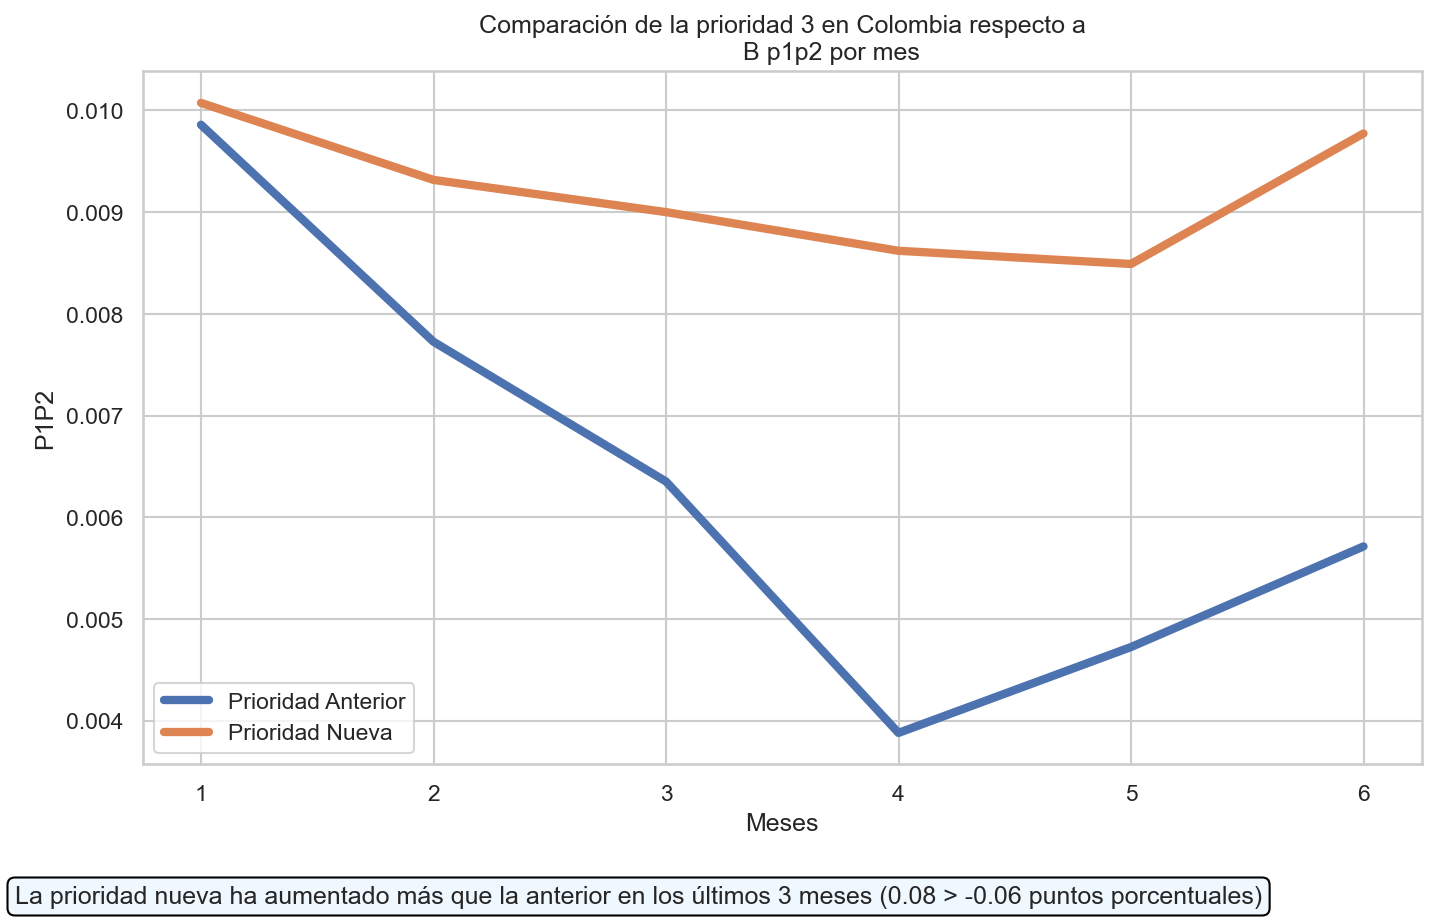 Comparación de la prioridad 3 en Colombia respecto a
B p1p2 por mes
P1P2
0.010
0.009
0.008
0.007
0.006
0.005
0.004
Prioridad Anterior
Prioridad Nueva
1 2 3 4 5 6
Meses
La prioridad nueva ha aumentado más que la anterior en los últimos 3 meses (0.08 > -0.06 puntos porcentuales)